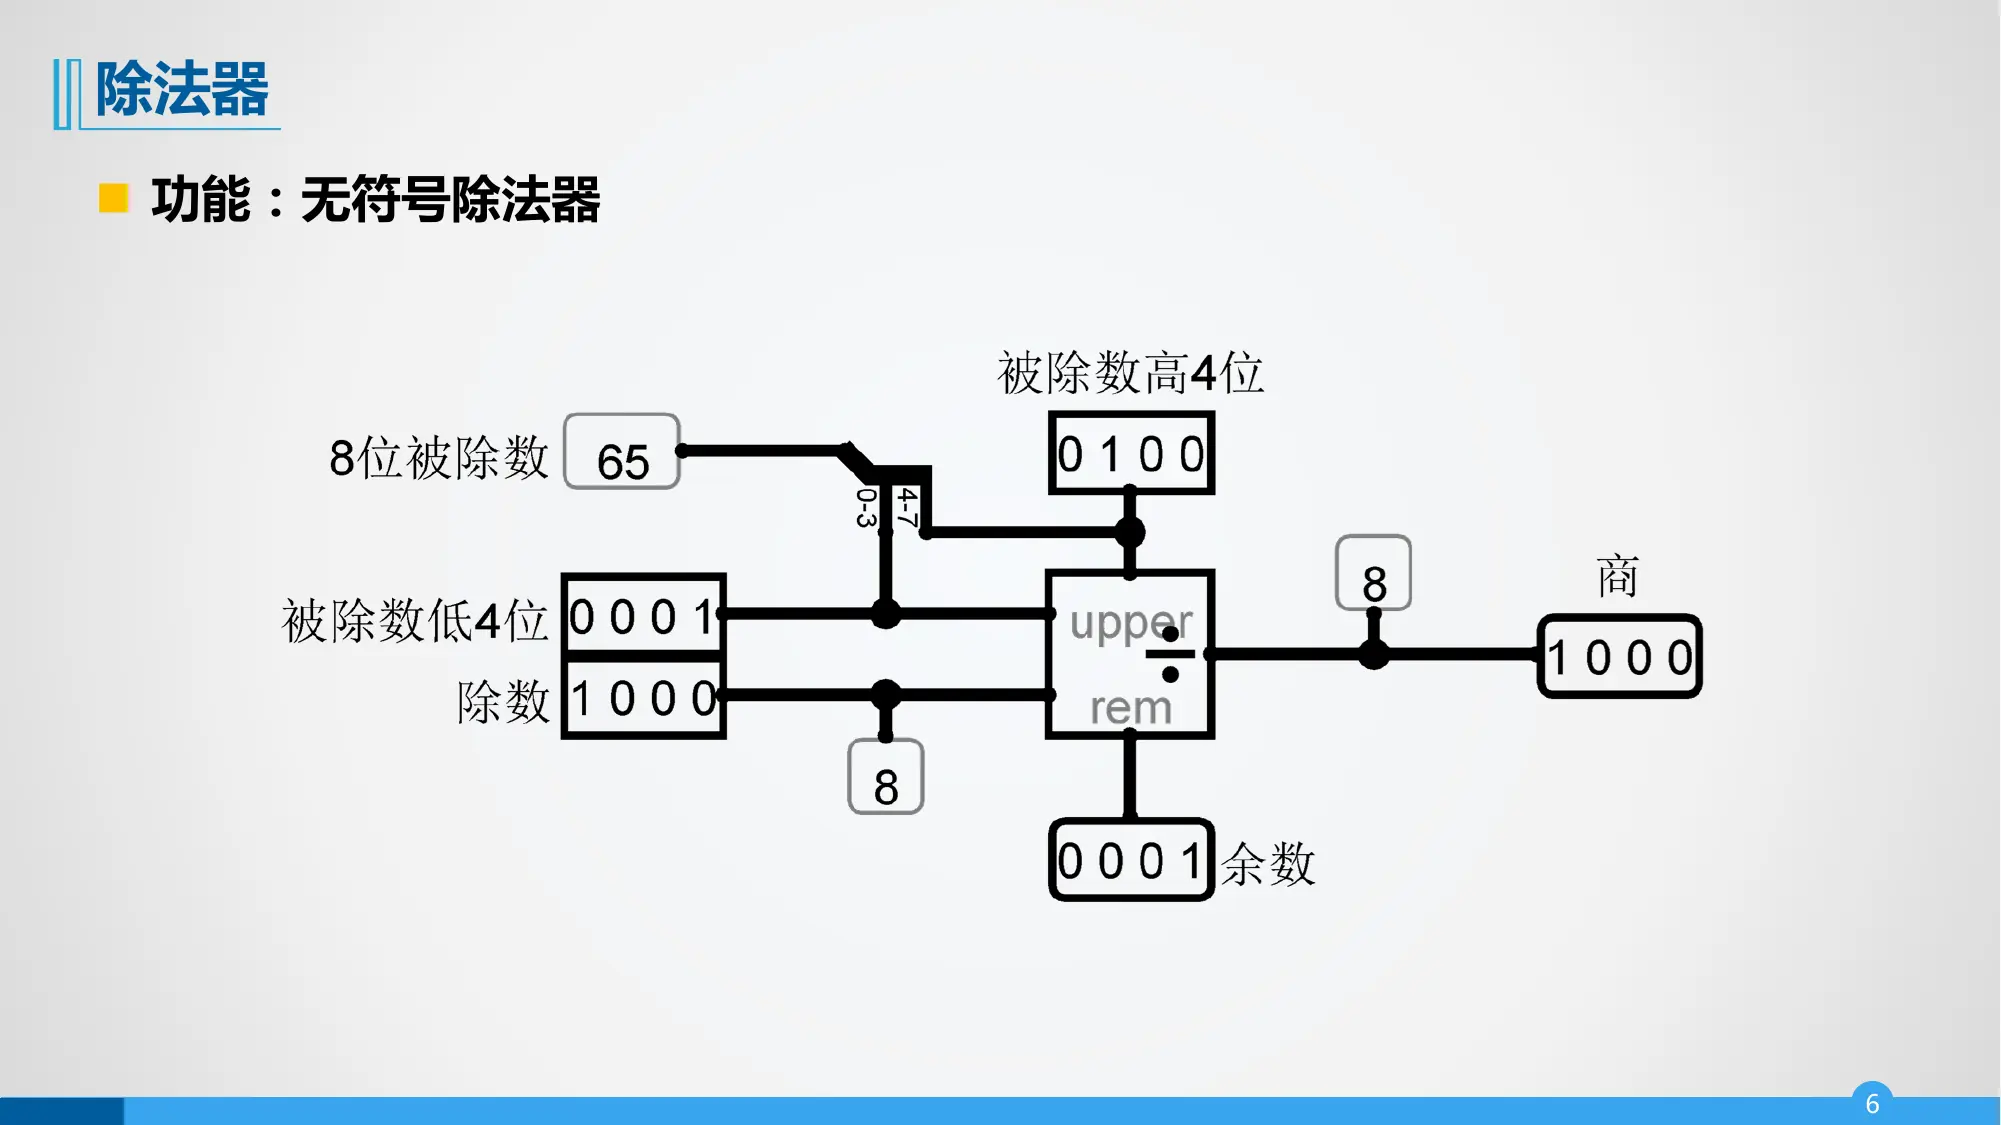 除法器
功能：无符号除法器
被除数高4位
8位被除数 65
0 1 0 0
0-3
4-7
8
商
被除数低4位 0 0 0 1
upper
÷
1 0 0 0
除数 1 0 0 0
rem
8
0 0 0 1 余数
6